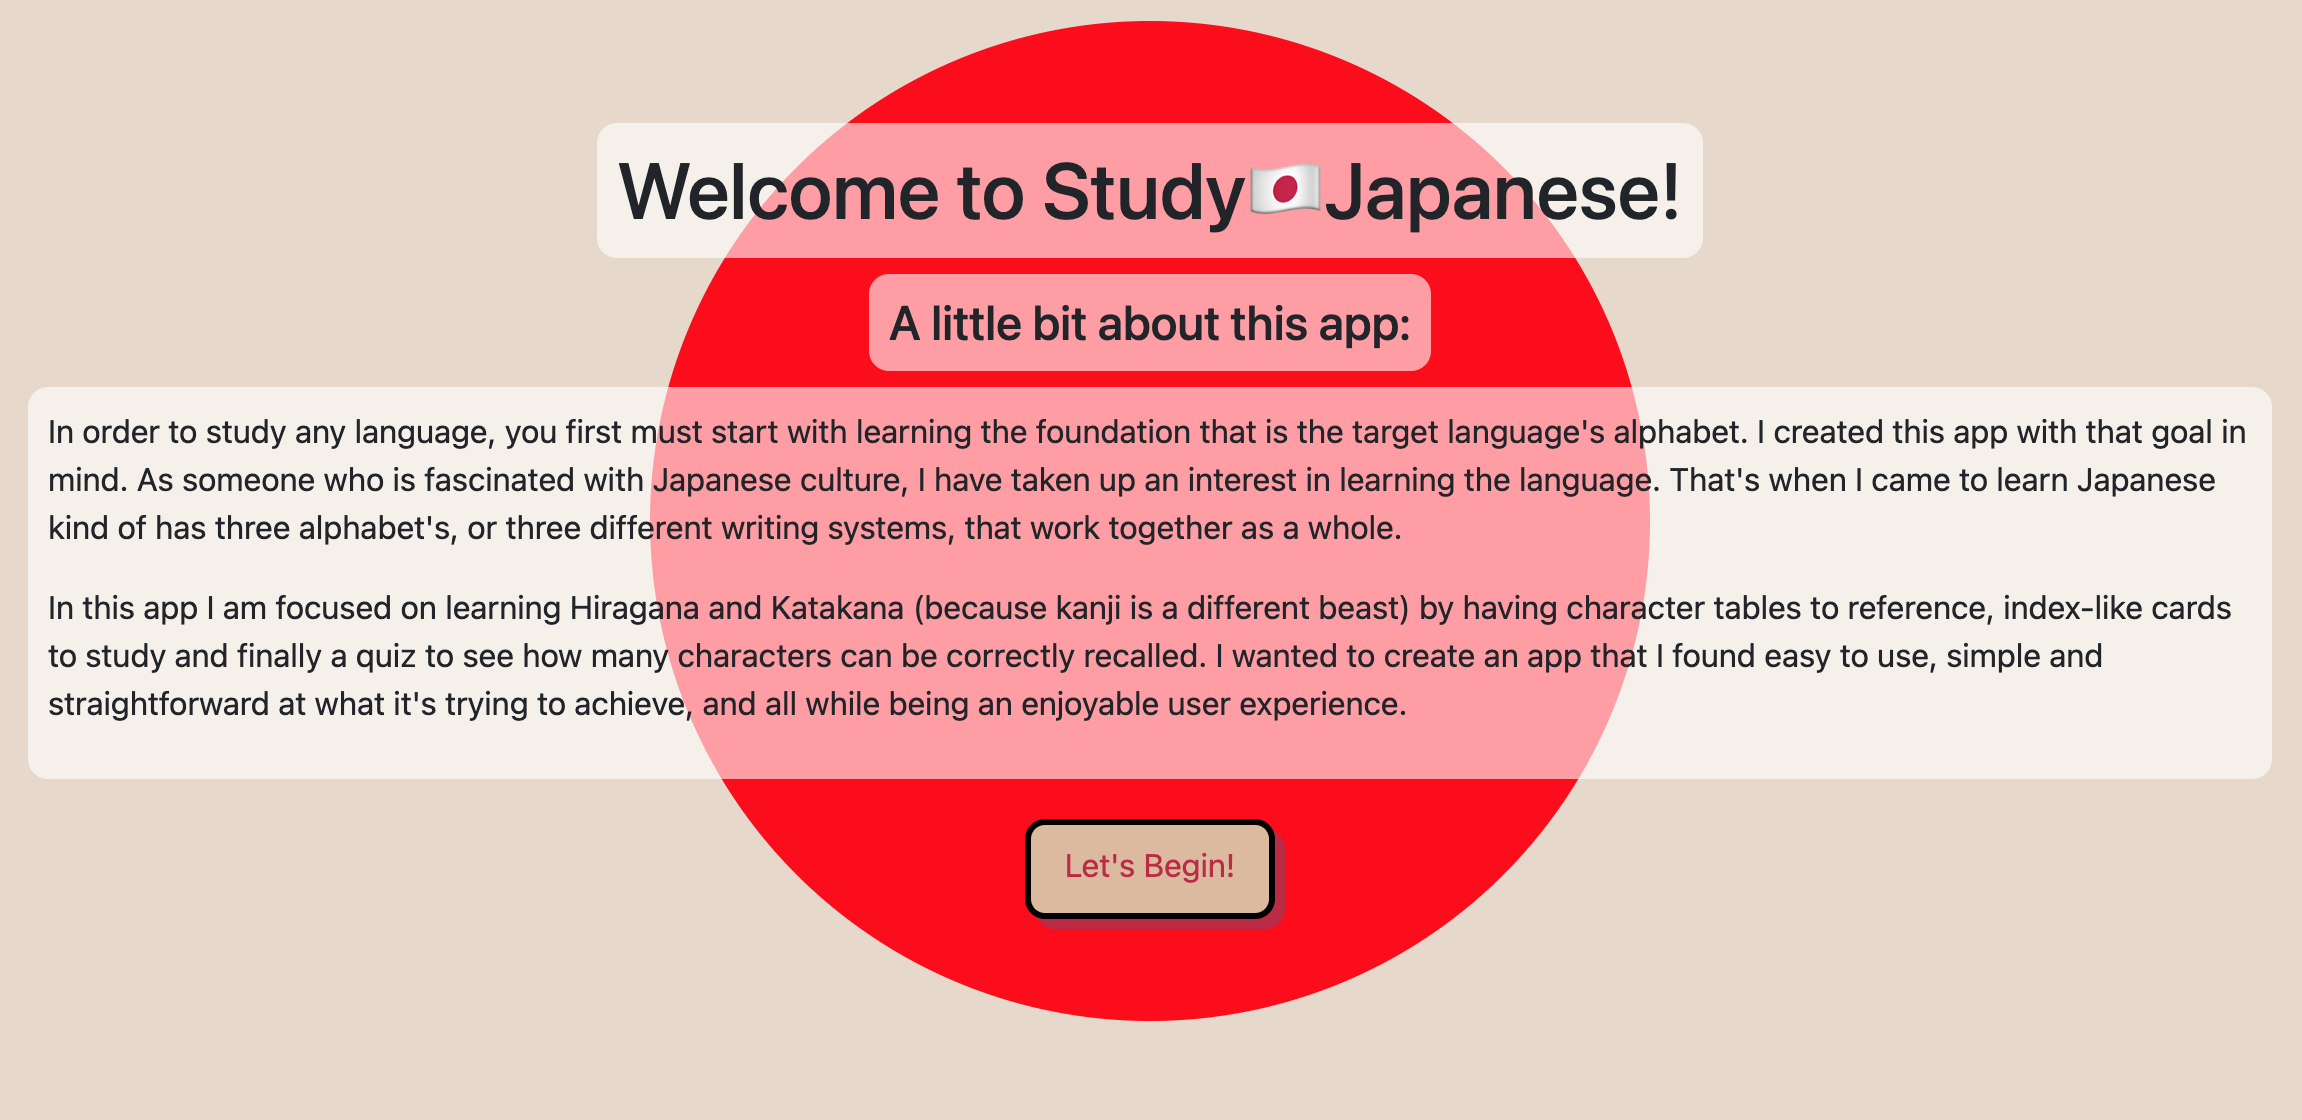 Welcome to Study🇯🇵Japanese!
A little bit about this app:
In order to study any language, you first must start with learning the foundation that is the target language's alphabet. I created this app with that goal in
mind. As someone who is fascinated with Japanese culture, I have taken up an interest in learning the language. That's when I came to learn Japanese
kind of has three alphabet's, or three different writing systems, that work together as a whole.
In this app I am focused on learning Hiragana and Katakana (because kanji is a different beast) by having character tables to reference, index-like cards
to study and finally a quiz to see how many characters can be correctly recalled. I wanted to create an app that I found easy to use, simple and
straightforward at what it's trying to achieve, and all while being an enjoyable user experience.
Let's Begin!